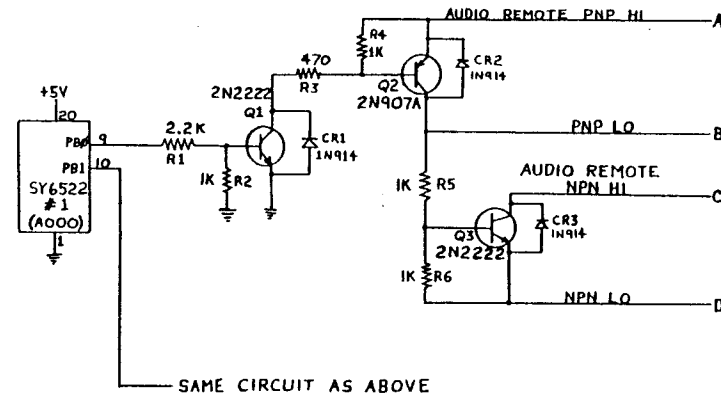 AUDIO REMOTE PNP HI
A
R4
1K
470
R3
CR2
1N914
Q2
2N907A
2N2222
Q1
+5V
20
PBØ
9
2.2K
R1
CR1
1N914
PNP LO
B
PB1
10
1K
R2
SY6522
#1
(A000)
1
1K
R5
AUDIO REMOTE
NPN HI
C
Q3
2N2222
CR3
1N914
1K
R6
NPN LO
D
SAME CIRCUIT AS ABOVE